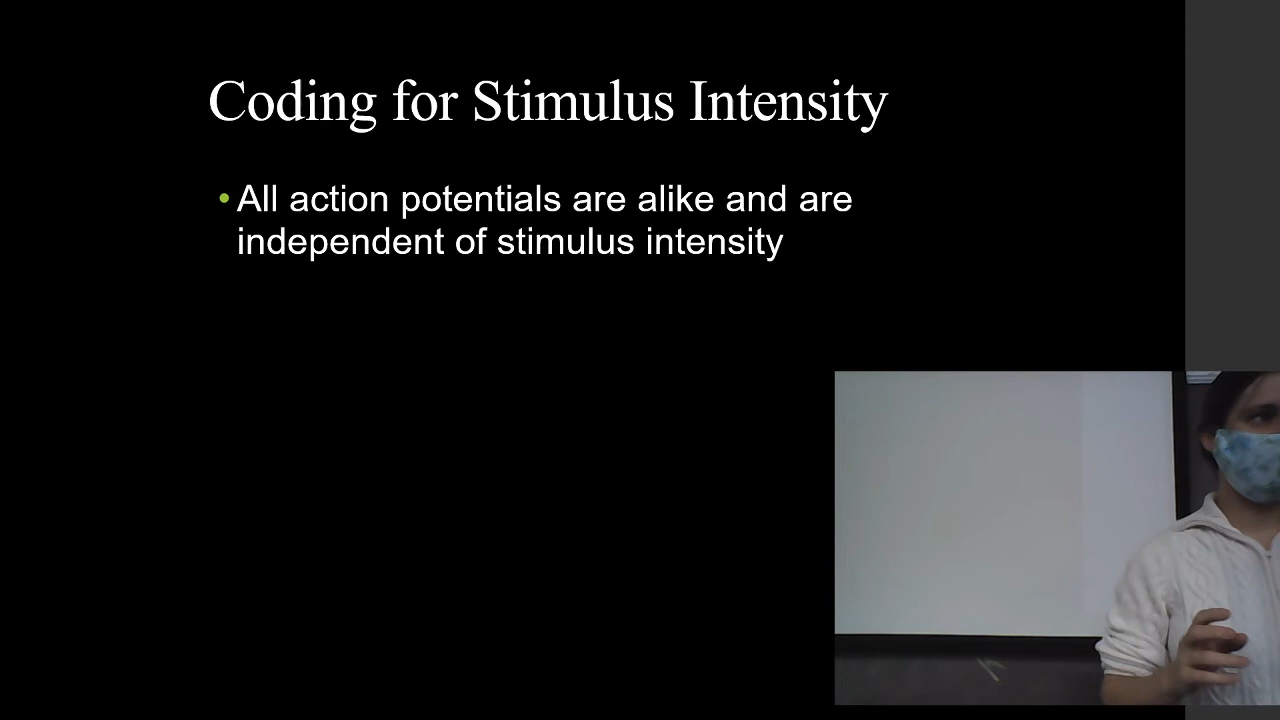 Coding for Stimulus Intensity
•All action potentials are alike and are
independent of stimulus intensity